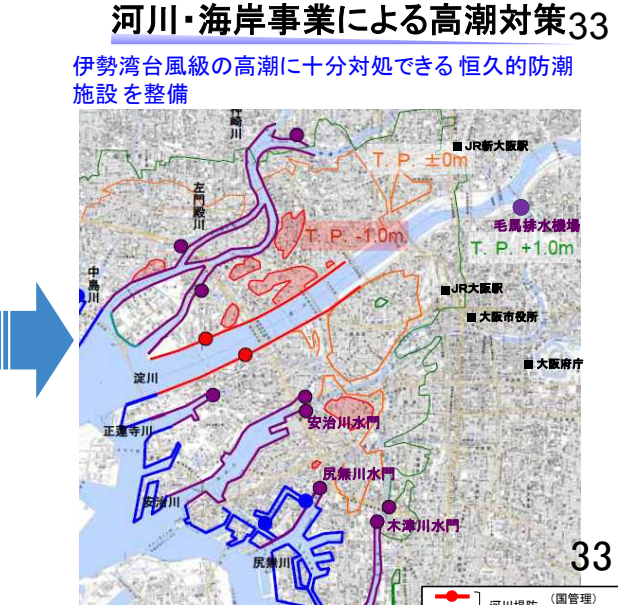 河川・海岸事業による高潮対策33
伊勢湾台風級の高潮に十分対処できる恒久的防潮
施設を整備
神崎川
JR新大阪駅
T. P. ±0m
左門殿川
毛馬排水機場
T. P. -1.0m
T. P. +1.0m
中島川
JR大阪駅
大阪市役所
大阪府庁
淀川
安治川水門
正蓮寺川
尻無川水門
安治川
木津川水門
尻無川
33
河川堤防
(国管理)